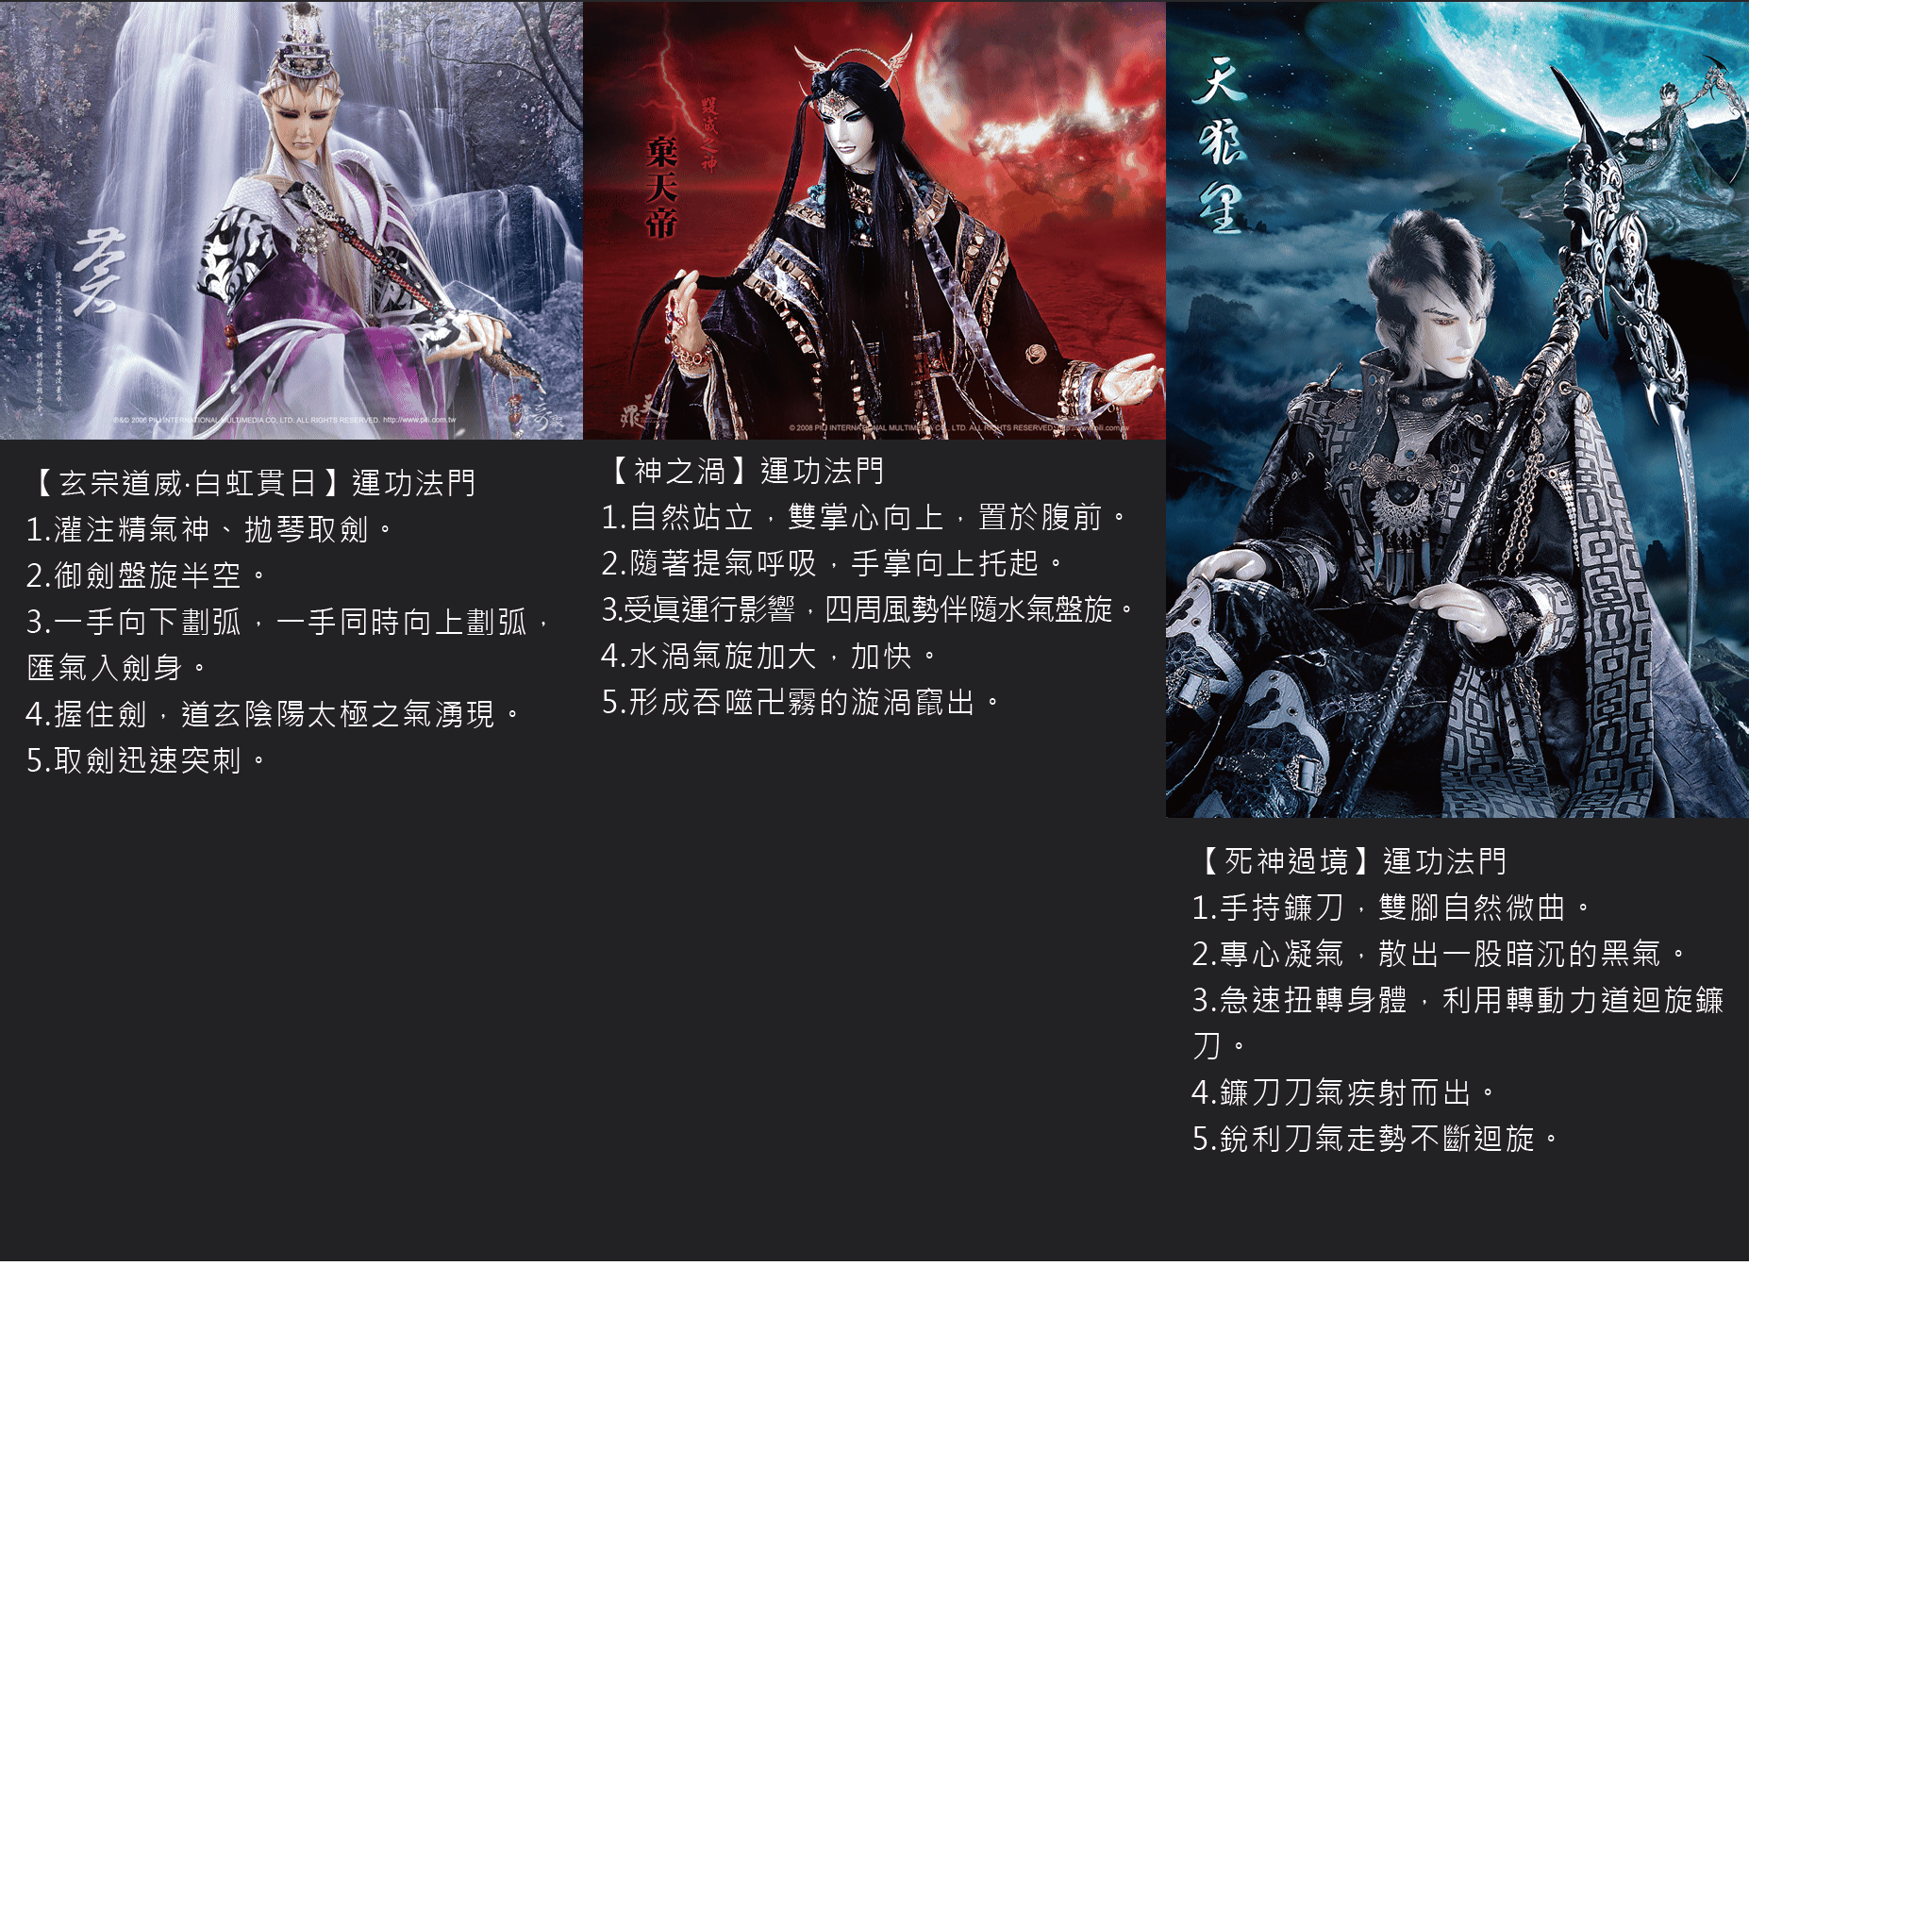 蒼
©&® 2006 PILI INTERNATIONAL MULTIMEDIA CO., LTD. ALL RIGHTS RESERVED. http://www.pili.com.tw
【玄宗道威·白虹貫日】運功法門
1.灌注精氣神、拋琴取劍。
2.御劍盤旋半空。
3.一手向下劃弧，一手同時向上劃弧，
匯氣入劍身。
4.握住劍，道玄陰陽太極之氣湧現。
5.取劍迅速突刺。
毀滅之神
棄天帝
© 2008 PILI INTERNATIONAL MULTIMEDIA CO., LTD. ALL RIGHTS RESERVED. http://www.pili.com.tw
【神之渦】運功法門
1.自然站立，雙掌心向上，置於腹前。
2.隨著提氣呼吸，手掌向上托起。
3.受眞運行影響，四周風勢伴隨水氣盤旋。
4.水渦氣旋加大，加快。
5.形成吞噬卍霧的漩渦竄出。
天狼星
【死神過境】運功法門
1.手持鐮刀，雙腳自然微曲。
2.專心凝氣，散出一股暗沉的黑氣。
3.急速扭轉身體，利用轉動力道迴旋鐮
刀。
4.鐮刀刀氣疾射而出。
5.銳利刀氣走勢不斷迴旋。